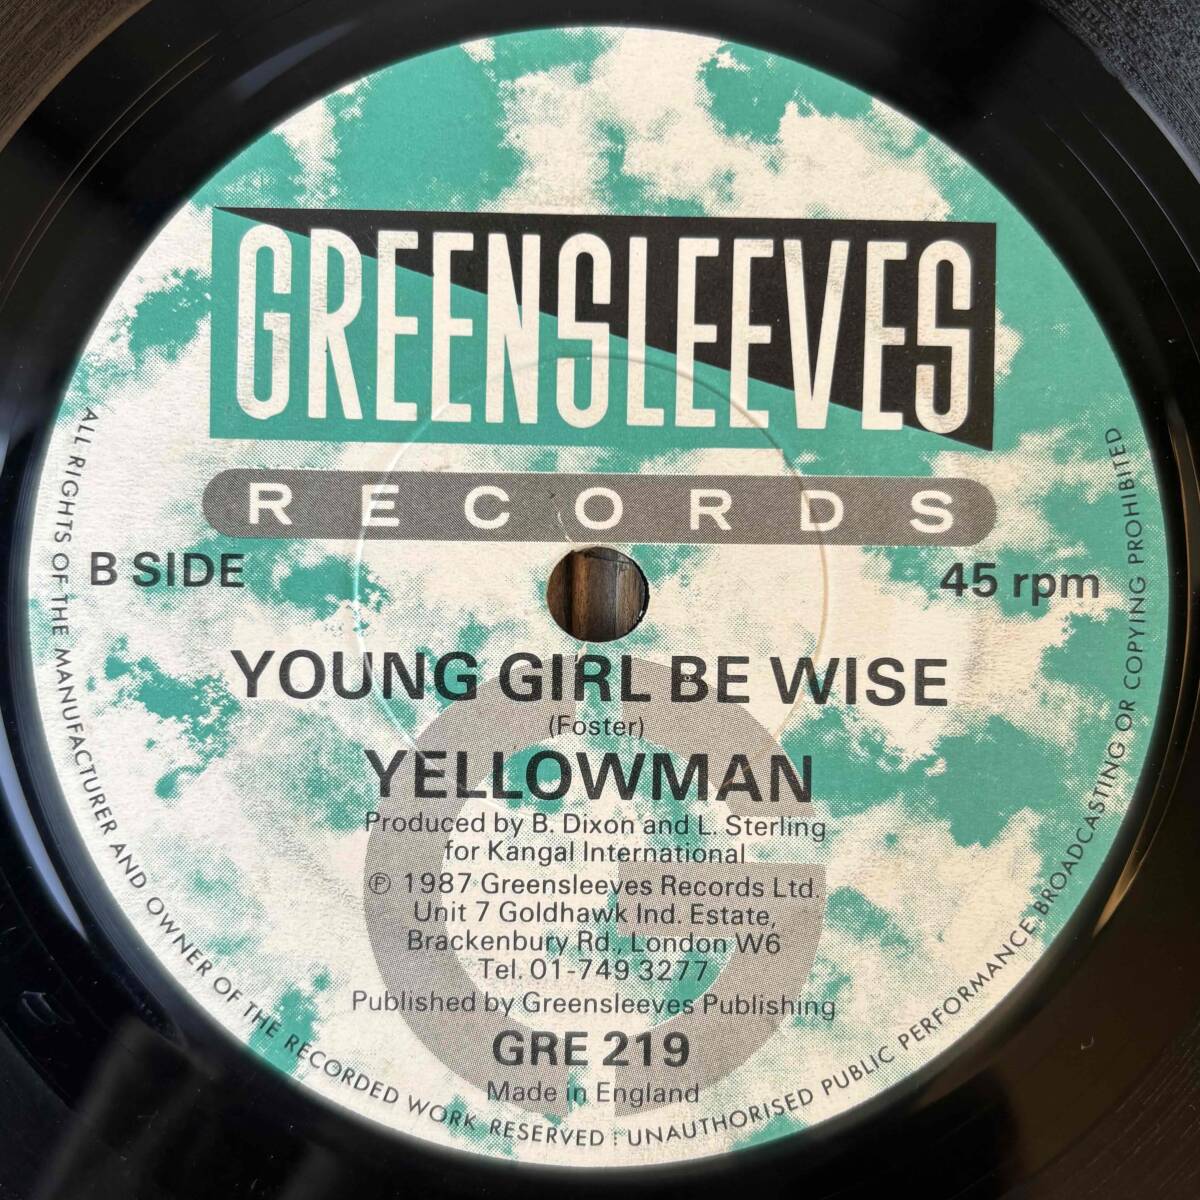 GREENSLEEVES
RECORDS
B SIDE
45 rpm
YOUNG GIRL BE WISE
(Foster)
YELLOWMAN
Produced by B. Dixon and L. Sterling
for Kangal International
℗ 1987 Greensleeves Records Ltd.
Unit 7 Goldhawk Ind. Estate,
Brackenbury Rd., London W6
Tel. 01-749 3277
Published by Greensleeves Publishing
GRE 219
Made in England
ALL RIGHTS OF THE MANUFACTURER AND OWNER OF THE RECORDED WORK RESERVED : UNAUTHORISED PUBLIC PERFORMANCE, BROADCASTING OR COPYING PROHIBITED